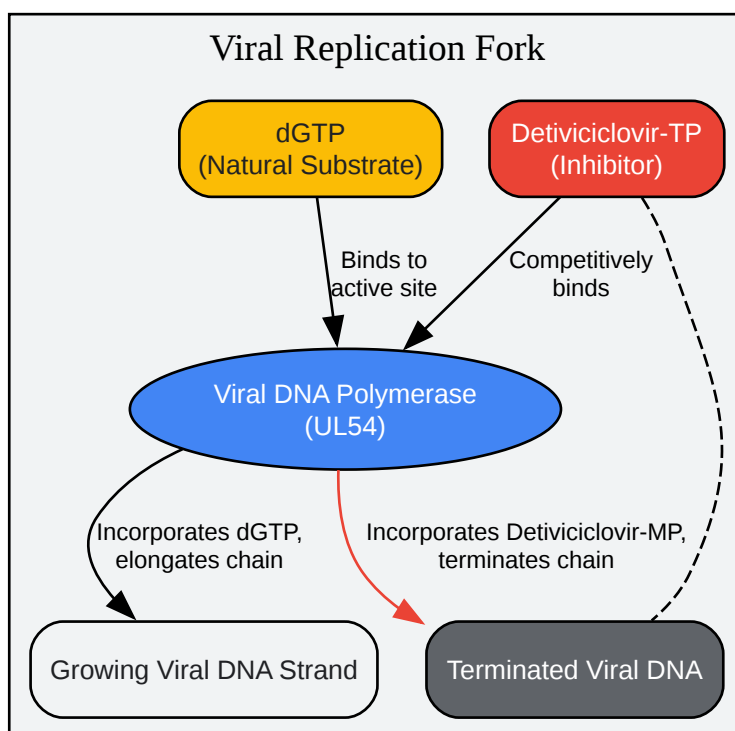 Viral Replication Fork
dGTP
(Natural Substrate)
Detiviciclovir-TP
(Inhibitor)
Binds to
active site
Competitively
binds
Viral DNA Polymerase
(UL54)
Incorporates dGTP,
elongates chain
Incorporates Detiviciclovir-MP,
terminates chain
Growing Viral DNA Strand
Terminated Viral DNA